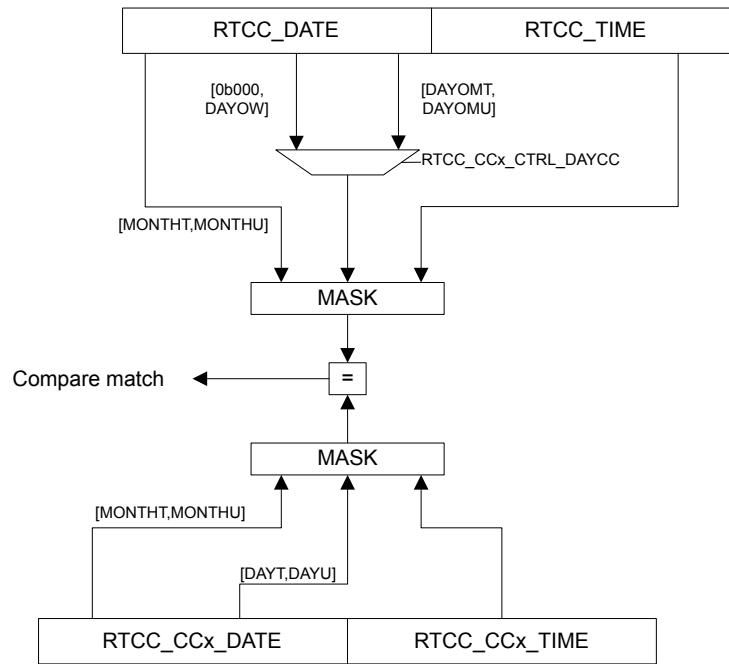 RTCC_DATE
RTCC_TIME
[0b000,
DAYOW]
[DAYOMT,
DAYOMU]
RTCC_CCx_CTRL_DAYCC
[MONTHT,MONTHU]
MASK
Compare match
=
MASK
[MONTHT,MONTHU]
[DAYT,DAYU]
RTCC_CCx_DATE
RTCC_CCx_TIME